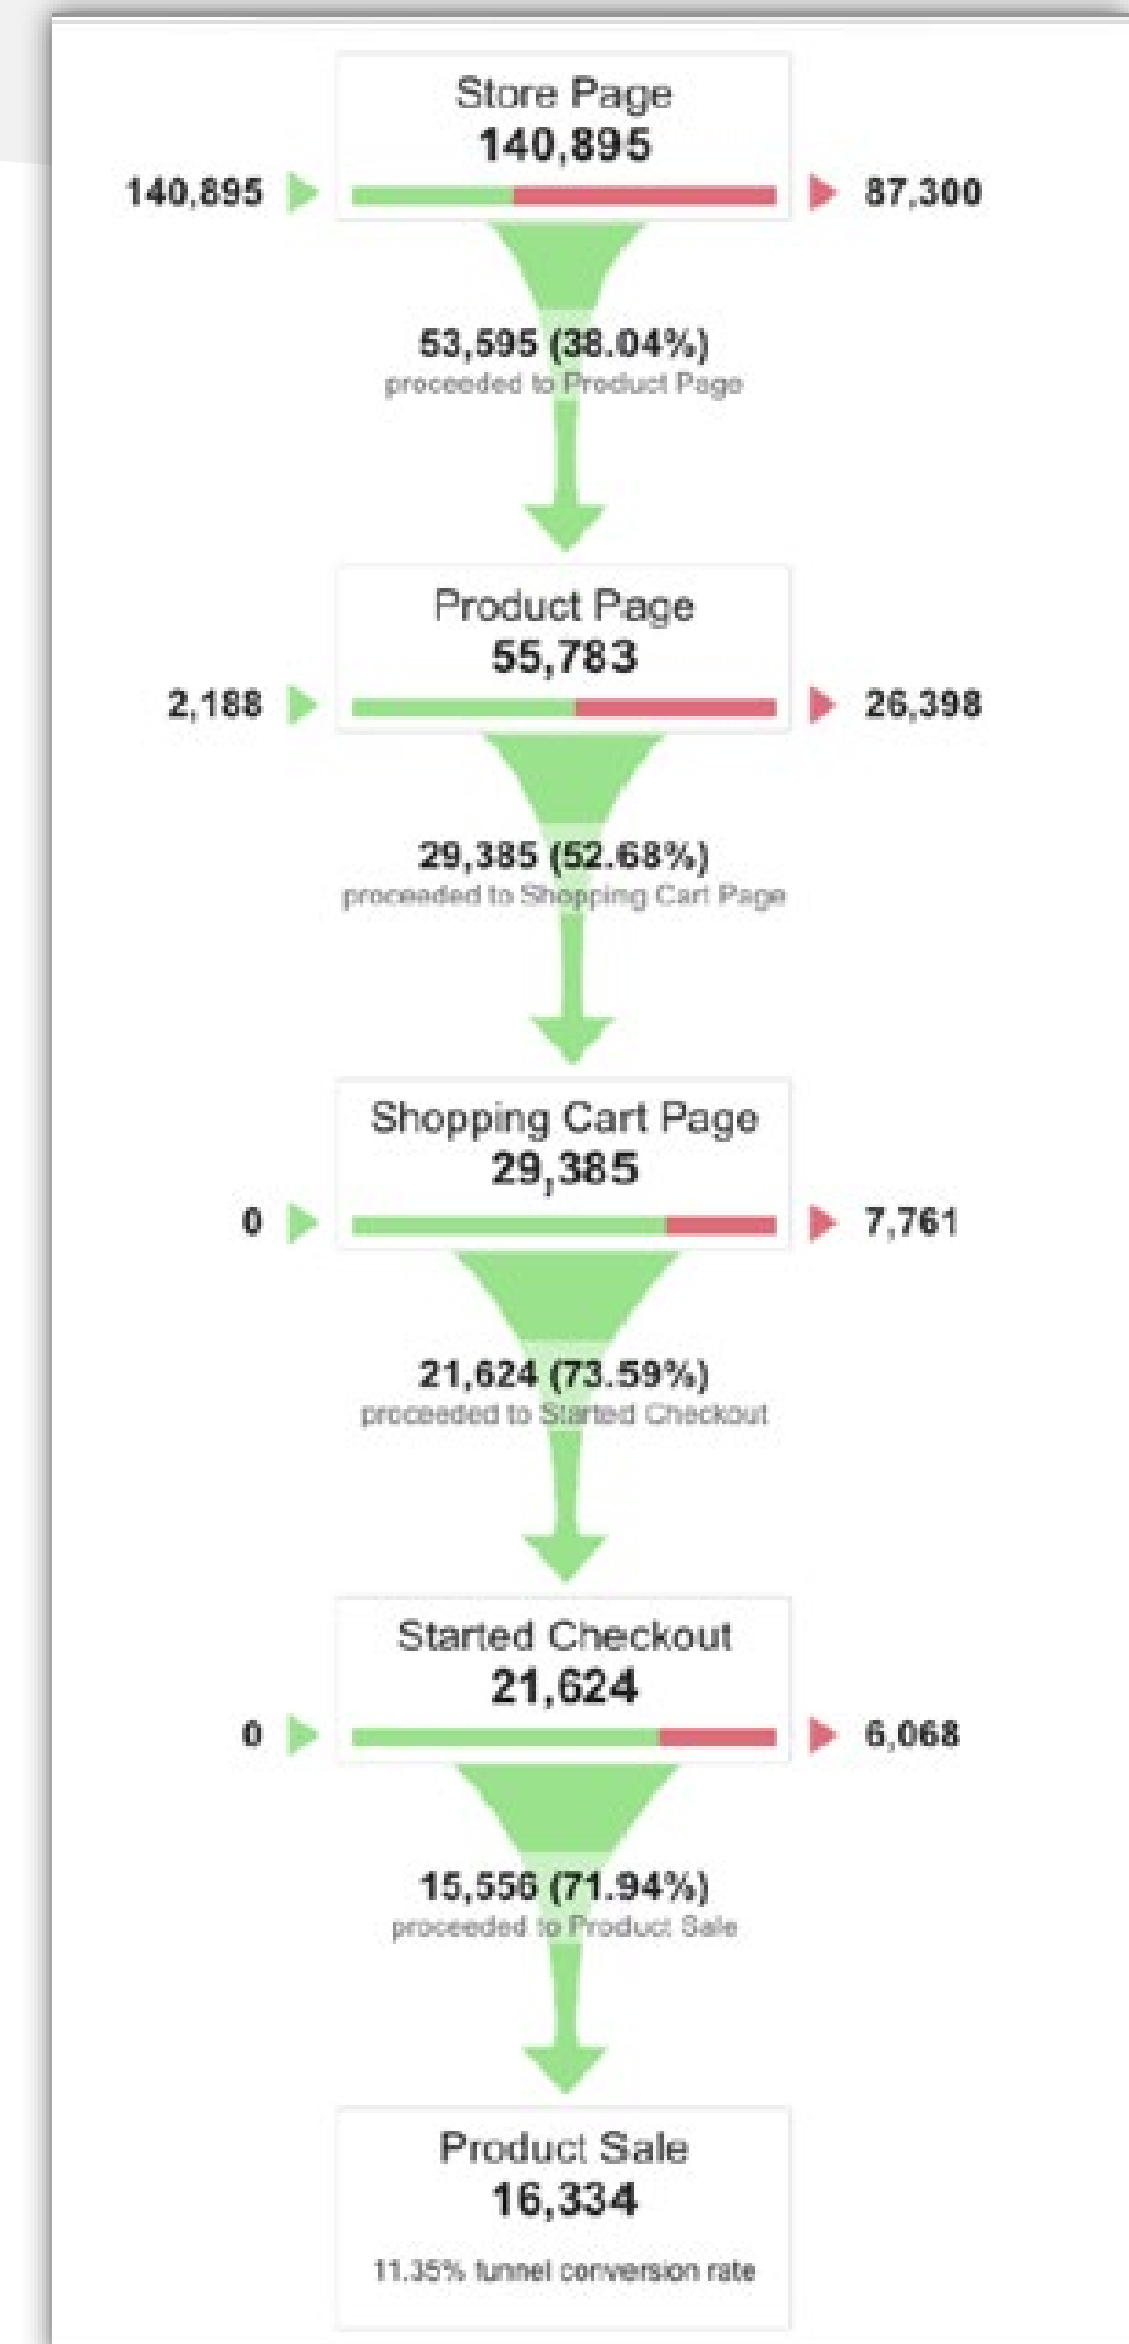 Store Page
140,895
140,895
87,300
53,595 (38.04%)
proceeded to Product Page
Product Page
55,783
2,188
26,398
29,385 (52.68%)
proceeded to Shopping Cart Page
Shopping Cart Page
29,385
0
7,761
21,624 (73.59%)
proceeded to Started Checkout
Started Checkout
21,624
0
6,068
15,556 (71.94%)
proceeded to Product Sale
Product Sale
16,334
11.35% funnel conversion rate